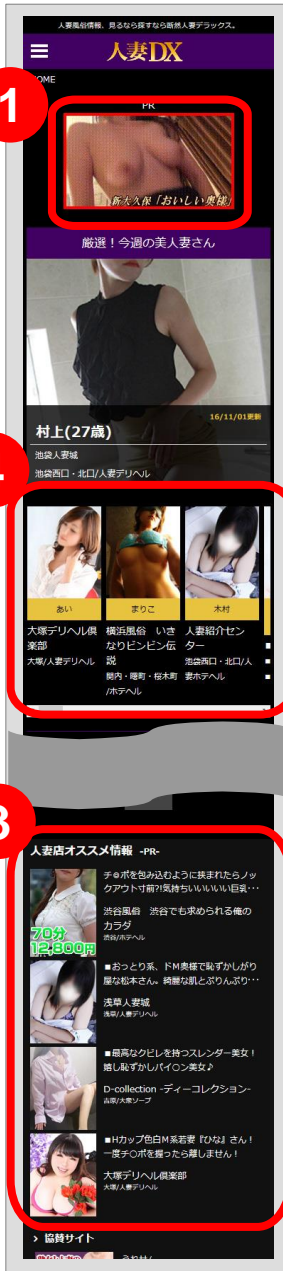 人妻風俗情報、見るなら探すなら断然人妻デラックス。
人妻DX
HOME
1
PR
新大久保「おいしい奥様」
厳選！今週の美人妻さん
16/11/01更新
村上(27歳)
池袋人妻城
池袋西口・北口/人妻デリヘル
あい
大塚デリヘル倶
楽部
大塚/人妻デリヘル
まりこ
横浜風俗　いき
なりビンビン伝
説
関内・曙町・桜木町
/ホテヘル
木村
人妻紹介セン
ター
池袋西口・北口/人
妻ホテヘル
3
人妻店オススメ情報 -PR-
70分
12,800円
チ⚙ポを包み込むように挟まれたらノッ
クアウト寸前?!気持ちいいいいい巨乳･･･
渋谷風俗　渋谷でも求められる俺の
カラダ
渋谷/ホテヘル
■おっとり系、ドM奥様で恥ずかしがり
屋な松本さん。綺麗な肌とぷりんぷり･･･
浅草人妻城
浅草/人妻デリヘル
■最高なクビレを持つスレンダー美女！
嬉し恥ずかしパイ○ン美女♪
D-collection -ディーコレクション-
吉原/大衆ソープ
■Hカップ色白M系若妻『ひな』さん！
一度チ○ポを握ったら離しません！
大塚デリヘル倶楽部
大塚/人妻デリヘル
› 協賛サイト